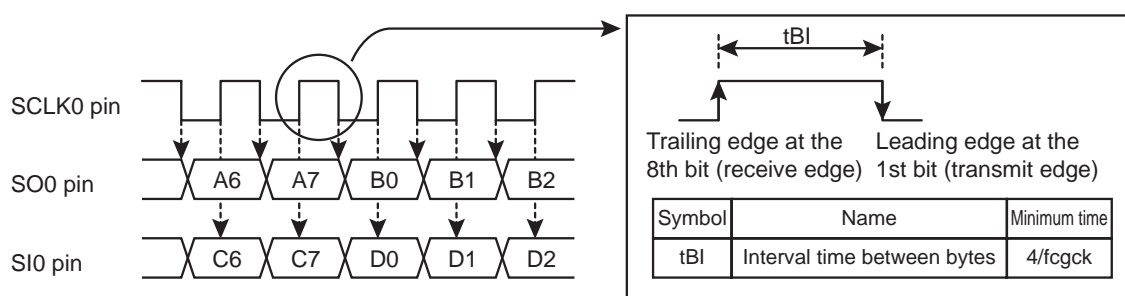 SCLK0 pin
SO0 pin
A6 A7 B0 B1 B2
SI0 pin
C6 C7 D0 D1 D2
tBI
Trailing edge at the
8th bit (receive edge)
Leading edge at the
1st bit (transmit edge)
Symbol Name Minimum time
tBI Interval time between bytes 4/fcgck